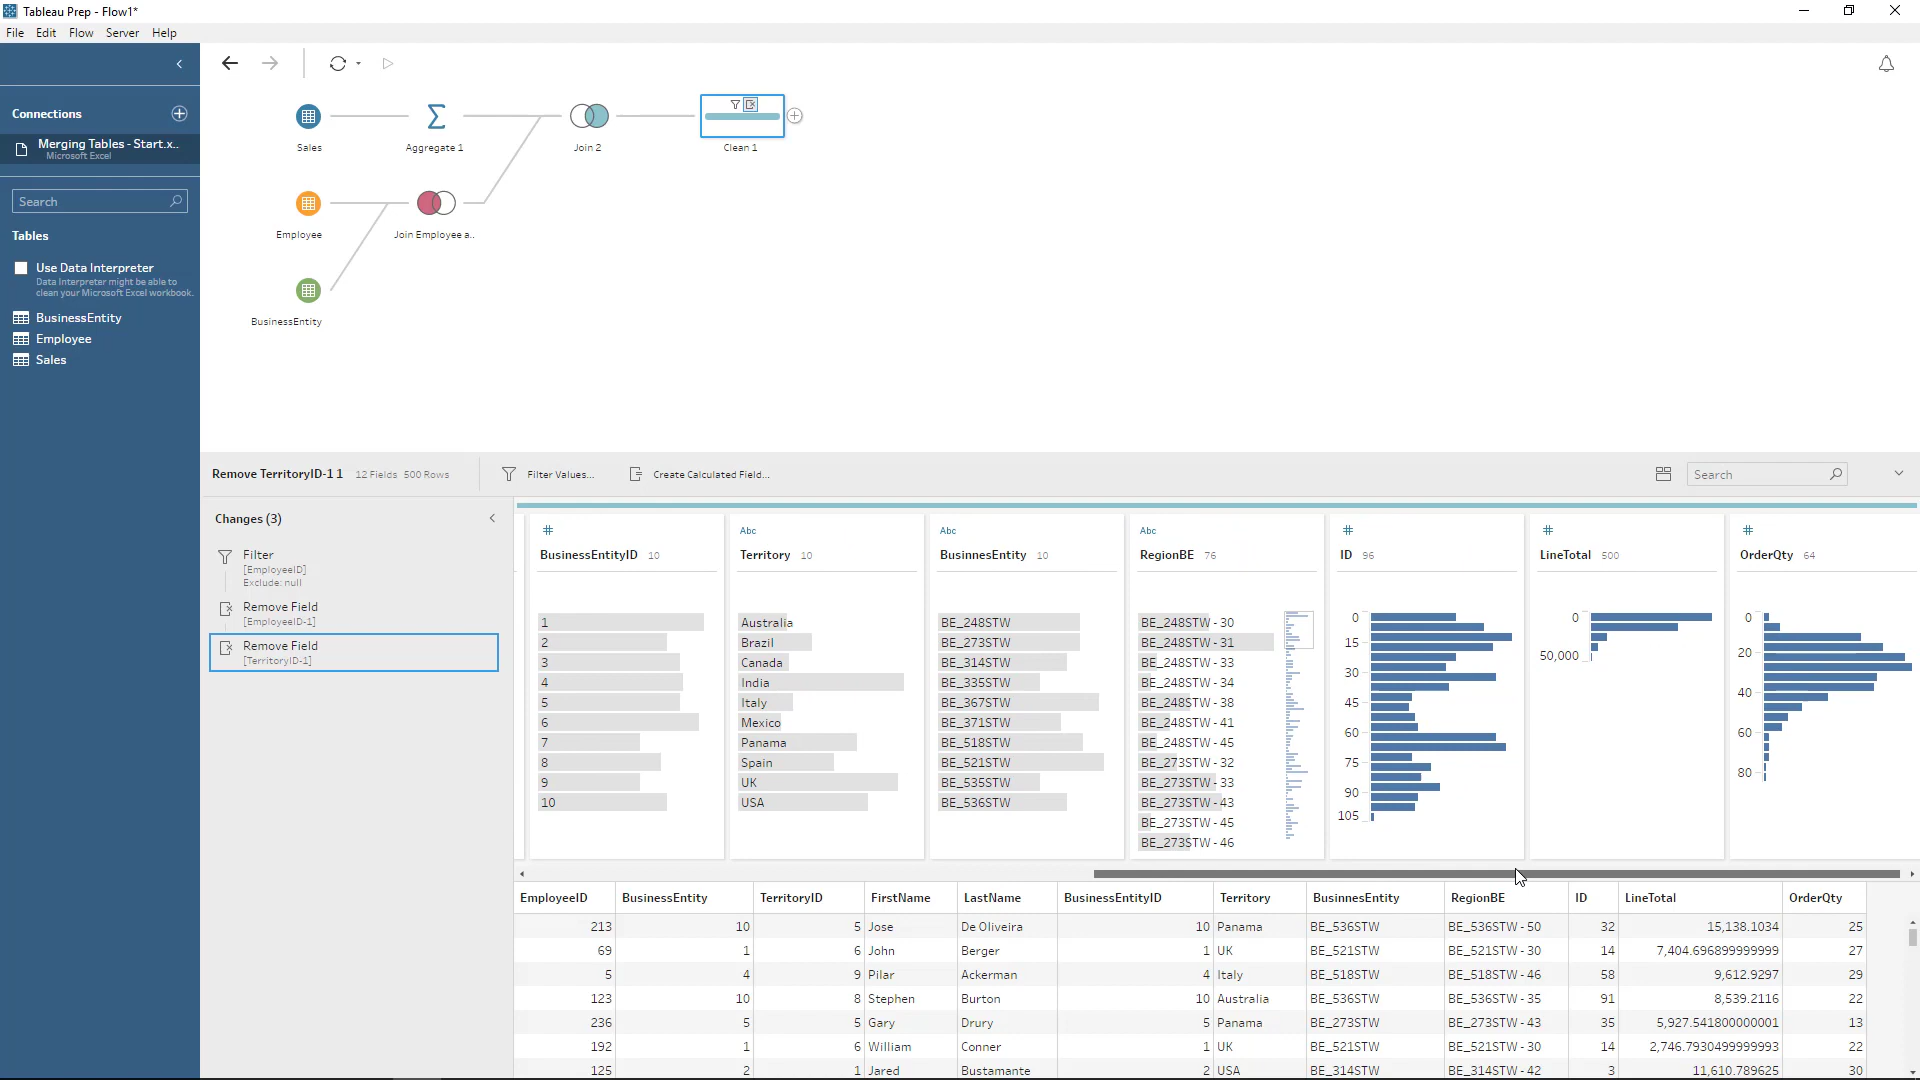 Tableau Prep - Flow1*
File Edit Flow Server Help
Connections
Merging Tables - Start.x..
Microsoft Excel
Search
Tables
Use Data Interpreter
Data Interpreter might be able to
clean your Microsoft Excel workbook.
BusinessEntity
Employee
Sales
Sales
Aggregate 1
Join 2
Clean 1
Employee
Join Employee a..
BusinessEntity
Remove TerritoryID-1 1 12 Fields 500 Rows Filter Values... Create Calculated Field... Search
Changes (3)
Filter
[EmployeeID]
Exclude: null
Remove Field
[EmployeeID-1]
Remove Field
[TerritoryID-1]
#
BusinessEntityID 10
1
2
3
4
5
6
7
8
9
10
Abc
Territory 10
Australia
Brazil
Canada
India
Italy
Mexico
Panama
Spain
UK
USA
Abc
BusinnesEntity 10
BE_248STW
BE_273STW
BE_314STW
BE_335STW
BE_367STW
BE_371STW
BE_518STW
BE_521STW
BE_535STW
BE_536STW
Abc
RegionBE 76
BE_248STW - 30
BE_248STW - 31
BE_248STW - 33
BE_248STW - 34
BE_248STW - 38
BE_248STW - 41
BE_248STW - 45
BE_273STW - 32
BE_273STW - 33
BE_273STW - 43
BE_273STW - 45
BE_273STW - 46
#
ID 96
0
15
30
45
60
75
90
105
#
LineTotal 500
0
50,000
#
OrderQty 64
0
20
40
60
80
EmployeeID BusinessEntity TerritoryID FirstName LastName BusinessEntityID Territory BusinnesEntity RegionBE ID LineTotal OrderQty
213 10 5 Jose De Oliveira 10 Panama BE_536STW BE_536STW - 50 32 15,138.1034 25
69 1 6 John Berger 1 UK BE_521STW BE_521STW - 30 14 7,404.696899999999 27
5 4 9 Pilar Ackerman 4 Italy BE_518STW BE_518STW - 46 58 9,612.9297 29
123 10 8 Stephen Burton 10 Australia BE_536STW BE_536STW - 35 91 8,539.2116 22
236 5 5 Gary Drury 5 Panama BE_273STW BE_273STW - 43 35 5,927.541800000001 13
192 1 6 William Conner 1 UK BE_521STW BE_521STW - 30 14 2,746.7930499999993 22
125 2 1 Jared Bustamante 2 USA BE_314STW BE_314STW - 42 3 11,610.789625 30